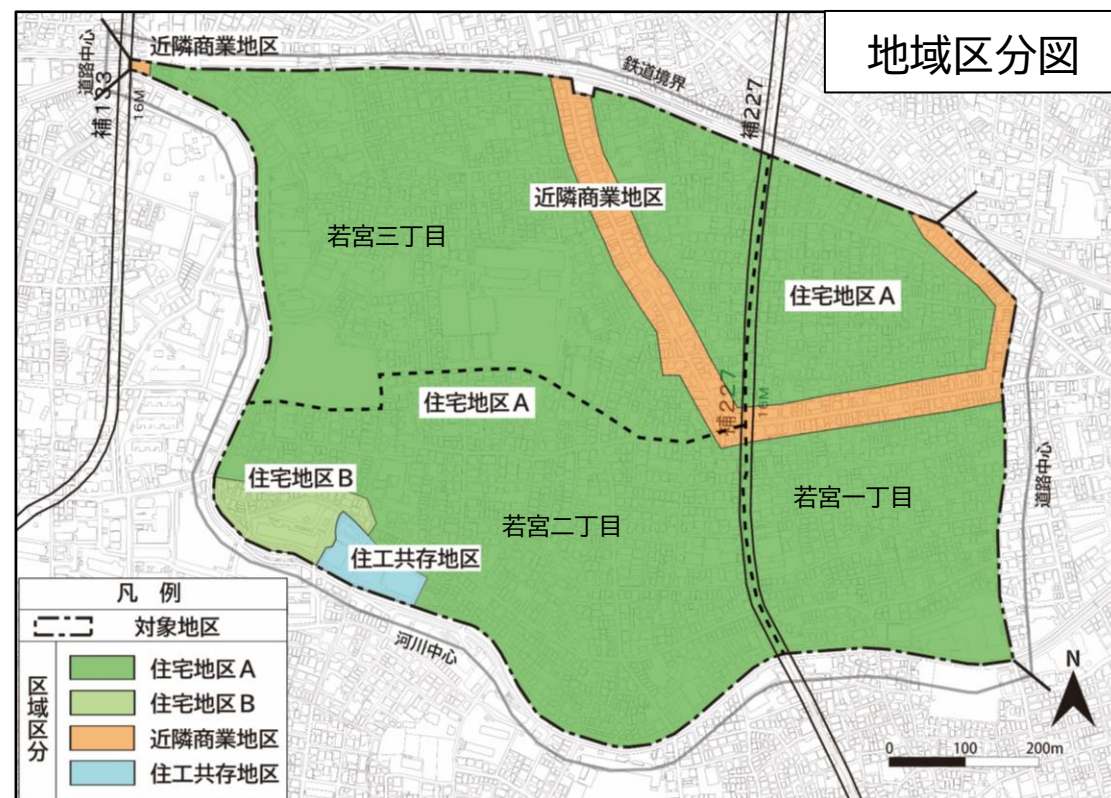 地域区分図
近隣商業地区
道路中心
補133
16M
鉄道境界
補227
近隣商業地区
若宮三丁目
住宅地区A
住宅地区A
補227
16M
住宅地区B
若宮一丁目
道路中心
若宮二丁目
住工共存地区
河川中心
凡 例
対象地区
区域区分
住宅地区A
住宅地区B
近隣商業地区
住工共存地区
N
0 100 200m